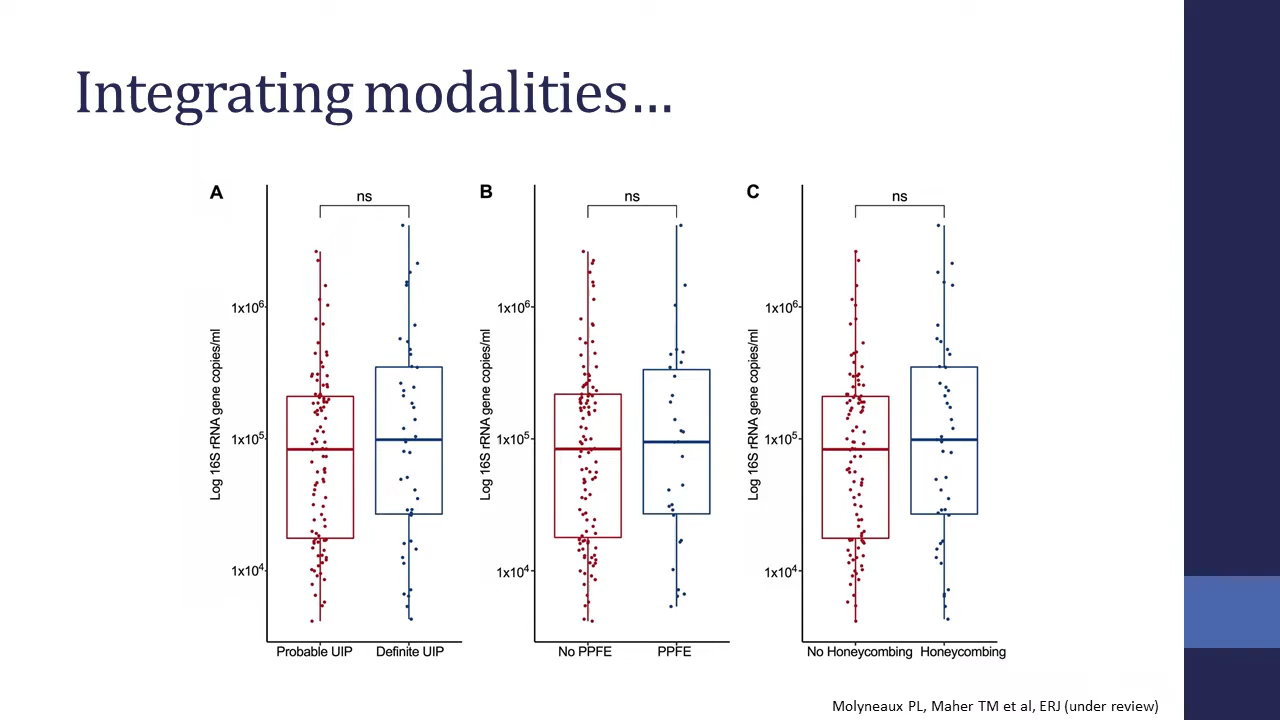 Integrating modalities…
A
ns
Log 16S rRNA gene copies/ml
1x10⁶
1x10⁵
1x10⁴
Probable UIP
Definite UIP
B
ns
Log 16S rRNA gene copies/ml
1x10⁶
1x10⁵
1x10⁴
No PPFE
PPFE
C
ns
Log 16S rRNA gene copies/ml
1x10⁶
1x10⁵
1x10⁴
No Honeycombing
Honeycombing
Molyneaux PL, Maher TM et al, ERJ (under review)